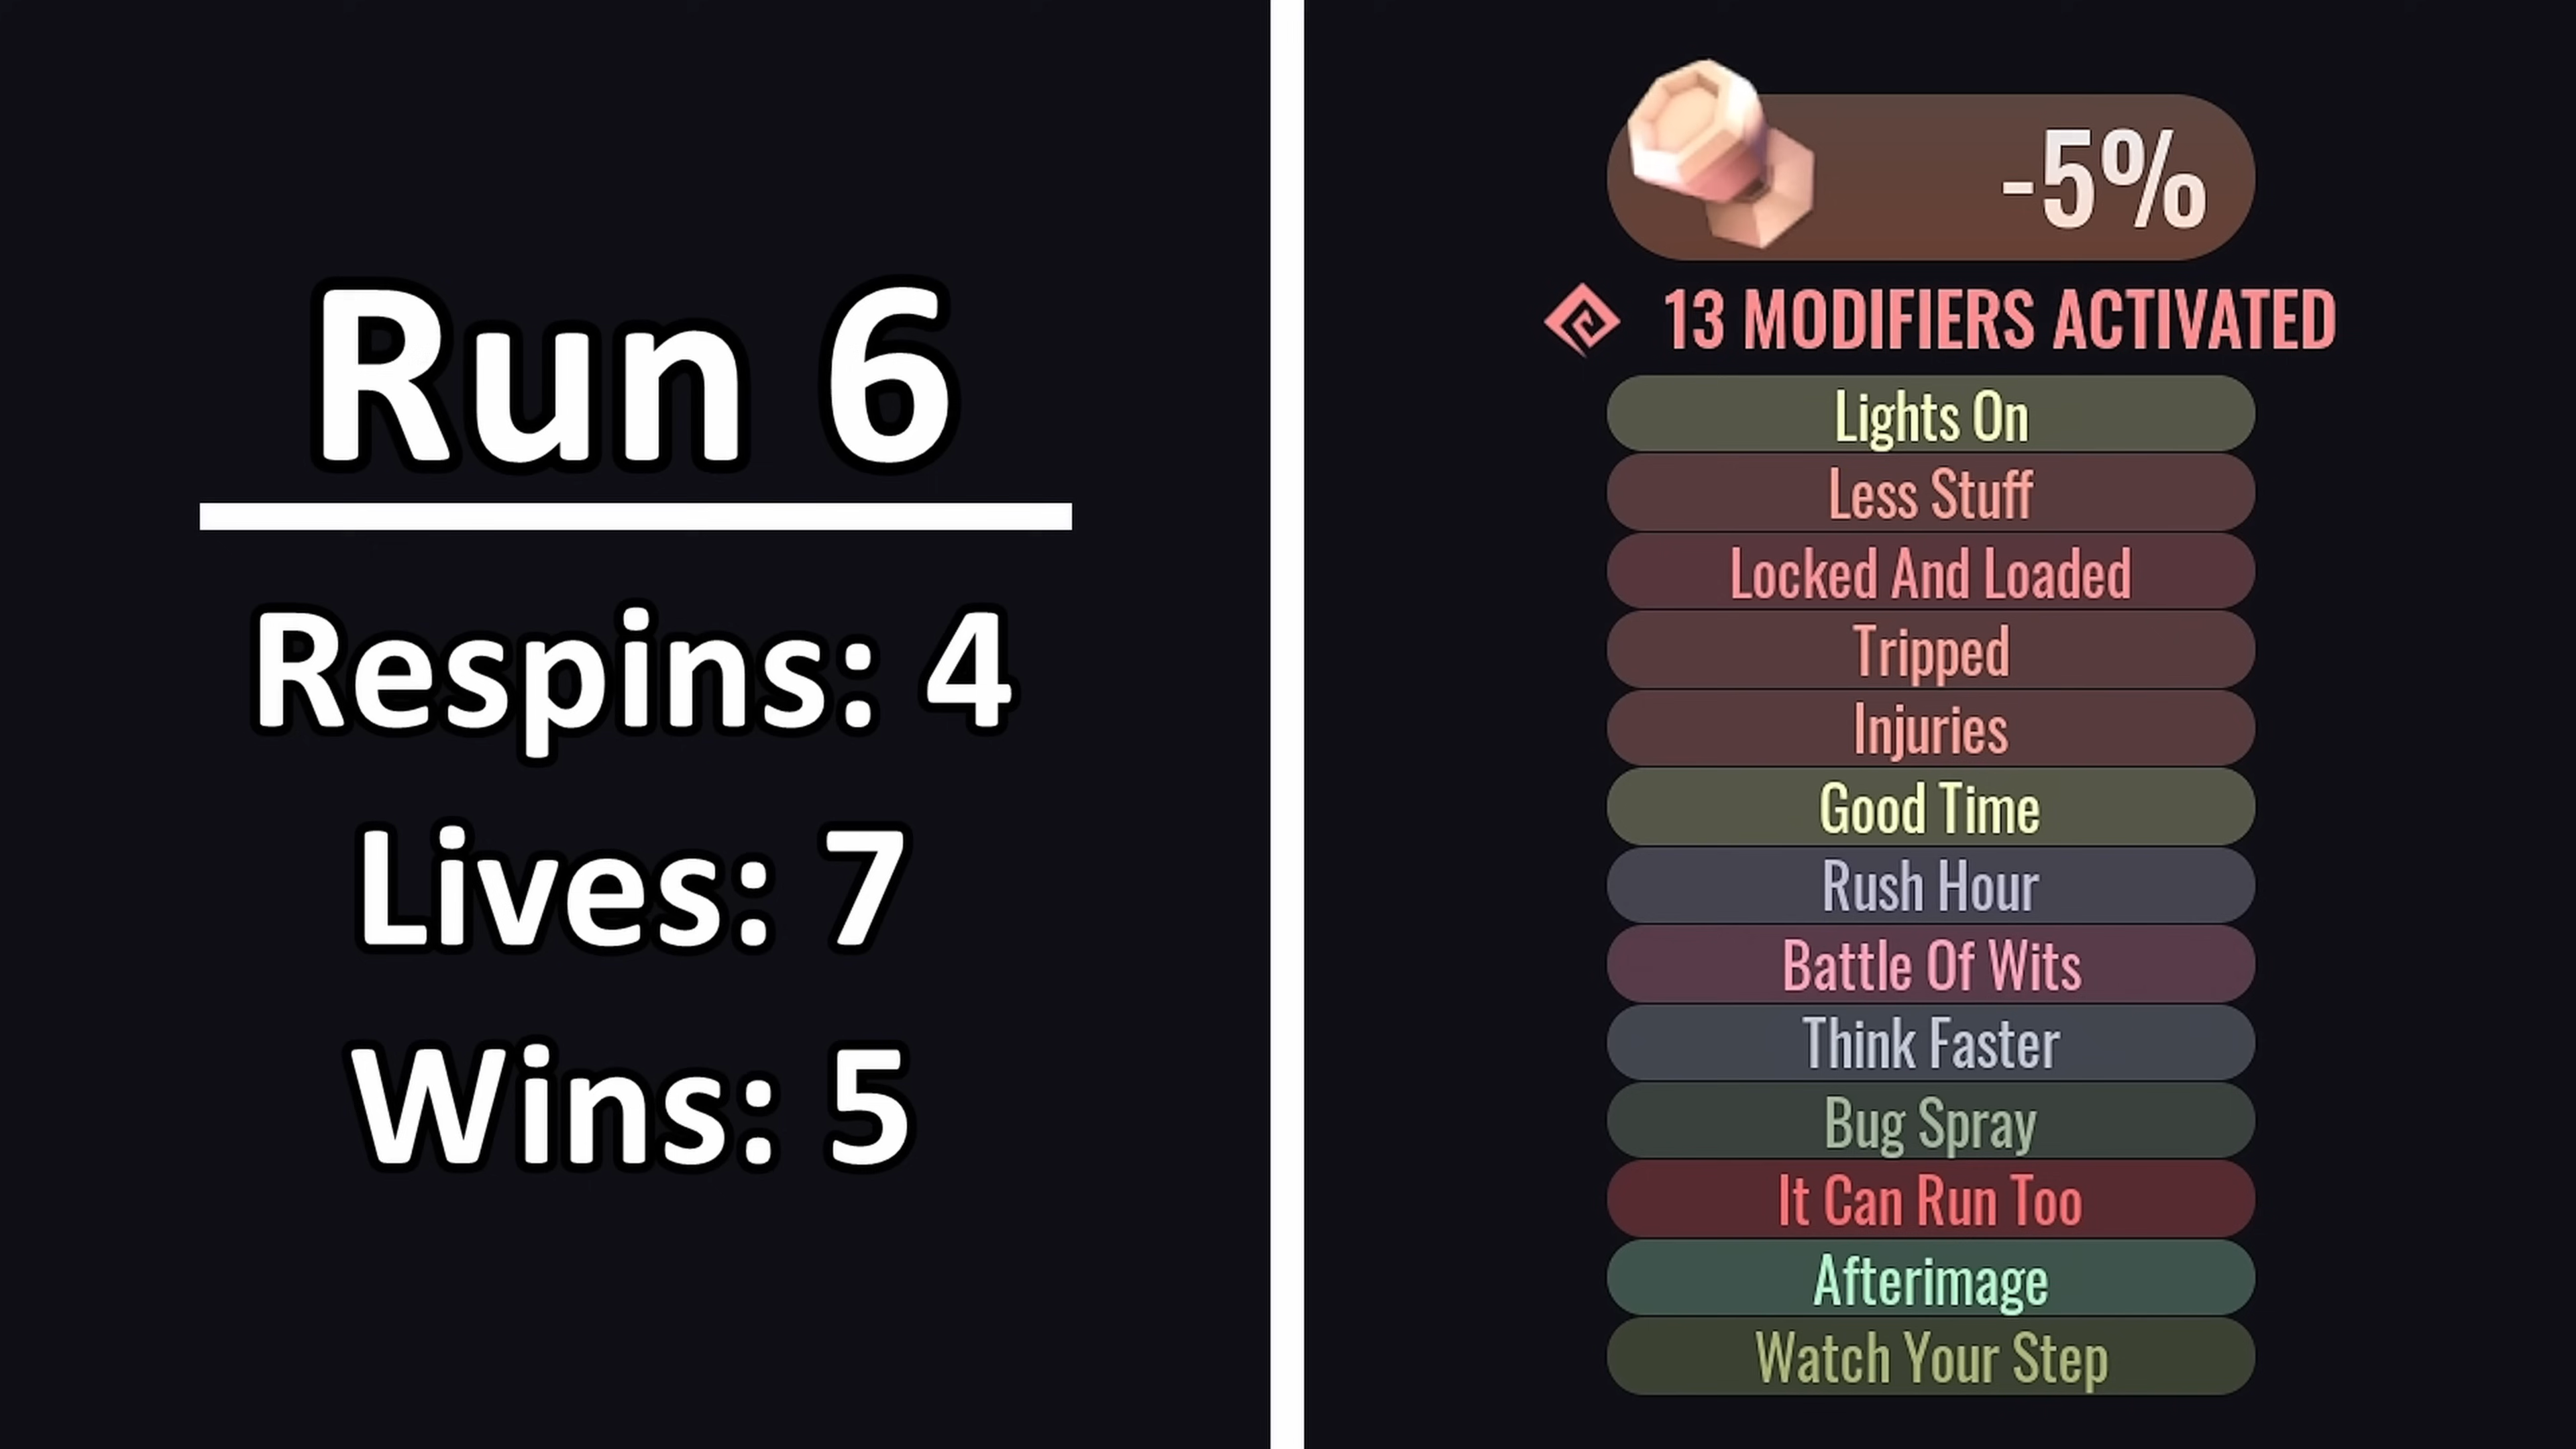 Run 6
Respins: 4
Lives: 7
Wins: 5
-5%
13 MODIFIERS ACTIVATED
Lights On
Less Stuff
Locked And Loaded
Tripped
Injuries
Good Time
Rush Hour
Battle Of Wits
Think Faster
Bug Spray
It Can Run Too
Afterimage
Watch Your Step